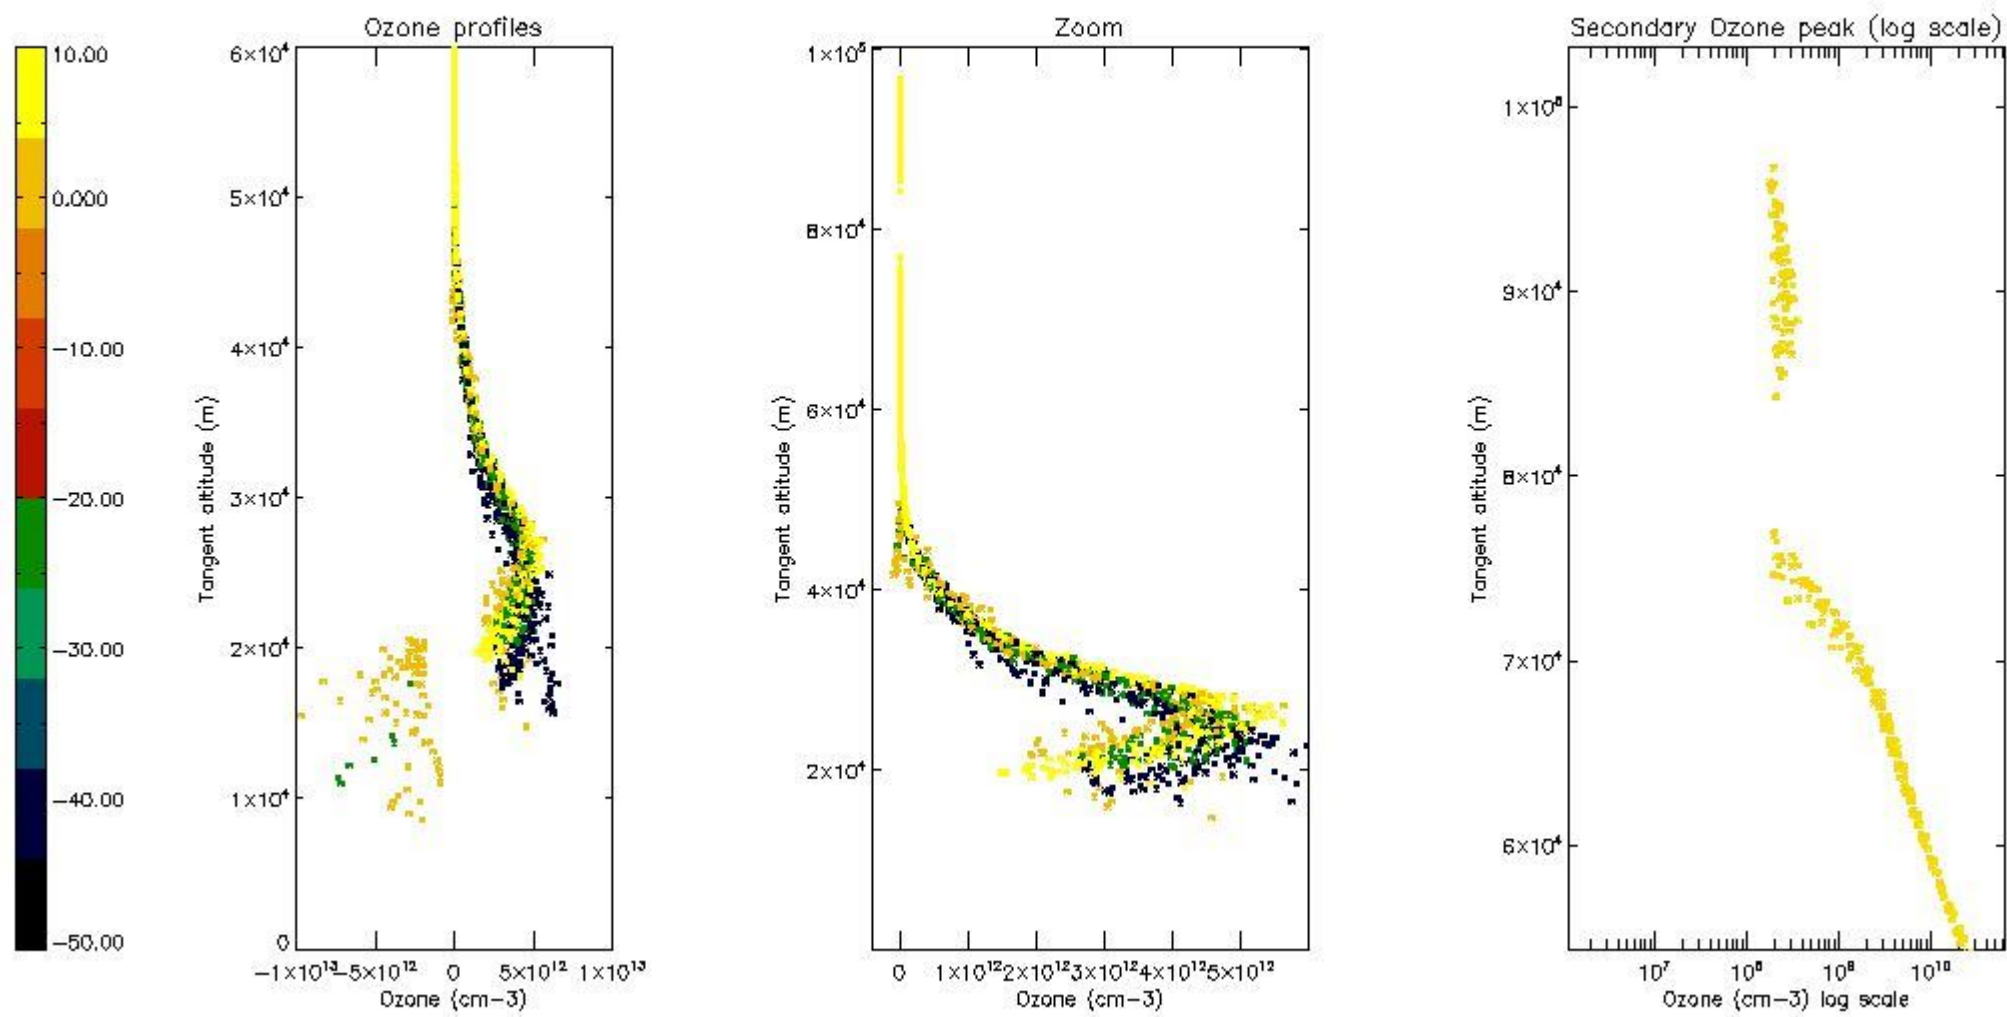 Ozone profiles
Zoom
Secondary Ozone peak (log scale)
10.00
0.000
−10.00
−20.00
−30.00
−40.00
−50.00
6×10⁴
5×10⁴
4×10⁴
3×10⁴
2×10⁴
1×10⁴
0
Tangent altitude (m)
−1×10¹³ −5×10¹² 0 5×10¹² 1×10¹³
Ozone (cm−3)
1×10⁵
8×10⁴
6×10⁴
4×10⁴
2×10⁴
Tangent altitude (m)
0 1×10¹² 2×10¹² 3×10¹² 4×10¹² 5×10¹²
Ozone (cm−3)
1×10⁵
9×10⁴
8×10⁴
7×10⁴
6×10⁴
Tangent altitude (m)
10⁷ 10⁸ 10⁹ 10¹⁰
Ozone (cm−3) log scale